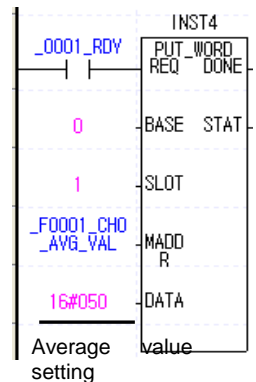 INST4
_0001_RDY
PUT_WORD
REQ DONE
0
BASE STAT
1
SLOT
_F0001_CH0
_AVG_VAL
MADD
R
16#050
DATA
Average value
setting